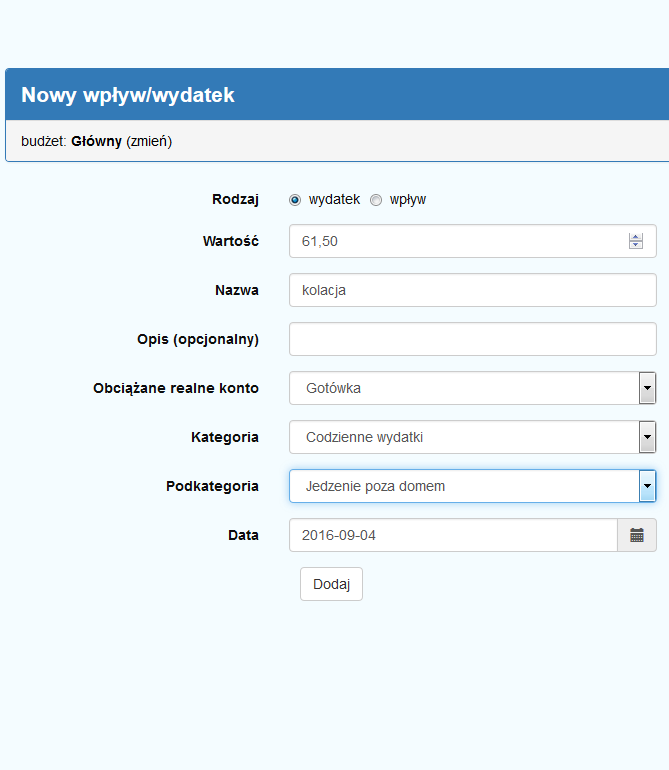 Nowy wpływ/wydatek
budżet: Główny (zmień)
Rodzaj wydatek wpływ
Wartość 61,50
Nazwa kolacja
Opis (opcjonalny)
Obciążane realne konto Gotówka
Kategoria Codzienne wydatki
Podkategoria Jedzenie poza domem
Data 2016-09-04
Dodaj